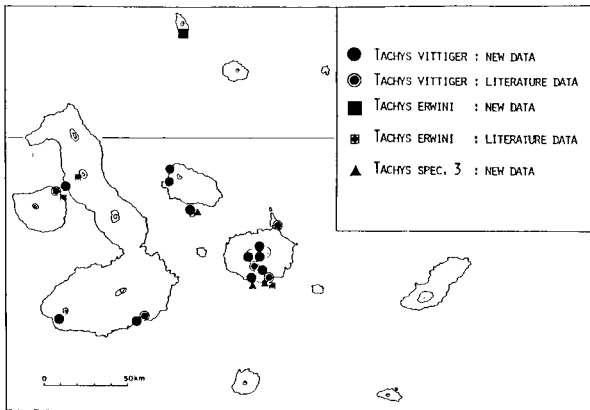 TACHYS VITTIGER : NEW DATA
TACHYS VITTIGER : LITERATURE DATA
TACHYS ERWINI : NEW DATA
TACHYS ERWINI : LITERATURE DATA
TACHYS SPEC. 3 : NEW DATA
0 50km